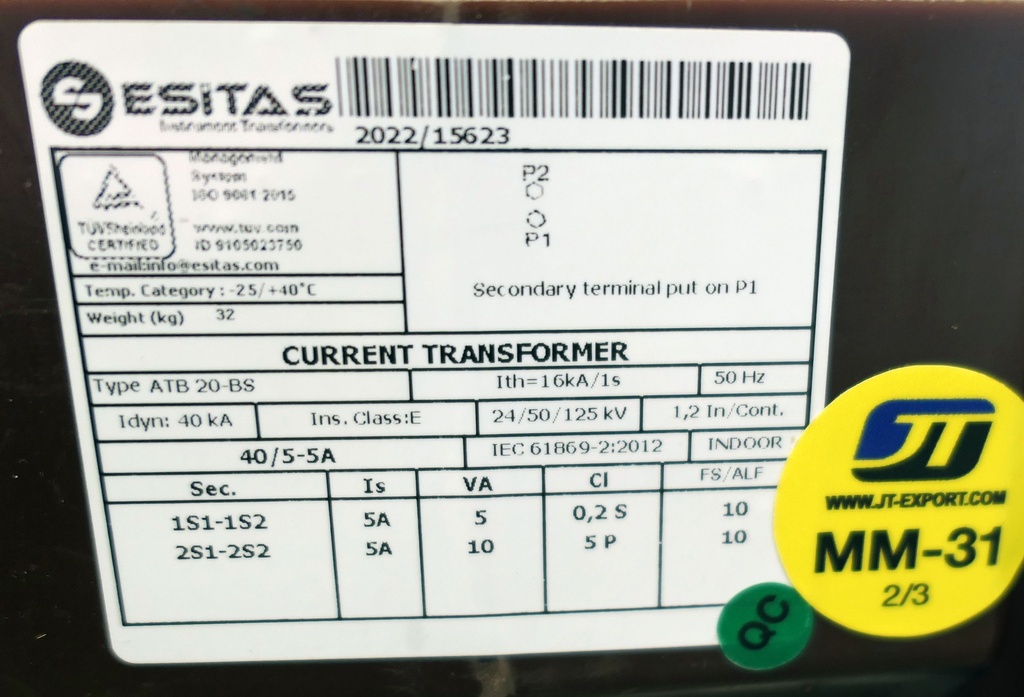 ESITAS
Instrument Transformers
2022/15623
Management
System
ISO 9001 2015
TÜVRheinland
CERTIFIED
www.tuv.com
ID 9105023750
e-mail:info@esitas.com
Temp. Category : -25/+40°C
Weight (kg) 32
P2
P1
Secondary terminal put on P1
CURRENT TRANSFORMER
Type ATB 20-BS Ith=16kA/1s 50 Hz
Idyn: 40 kA Ins. Class:E 24/50/125 kV 1,2 In/Cont.
40/5-5A IEC 61869-2:2012 INDOOR
Sec. Is VA Cl FS/ALF
1S1-1S2 5A 5 0,2 S 10
2S1-2S2 5A 10 5 P 10
JT
WWW.JT-EXPORT.COM
MM-31
2/3
QC